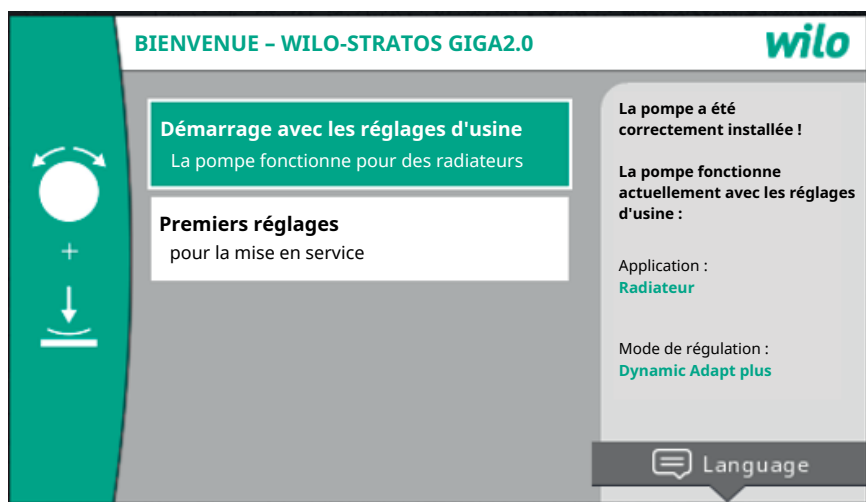 BIENVENUE – WILO-STRATOS GIGA2.0
wilo
Démarrage avec les réglages d'usine
La pompe fonctionne pour des radiateurs
Premiers réglages
pour la mise en service
+
La pompe a été
correctement installée !
La pompe fonctionne
actuellement avec les réglages
d'usine :
Application :
Radiateur
Mode de régulation :
Dynamic Adapt plus
Language